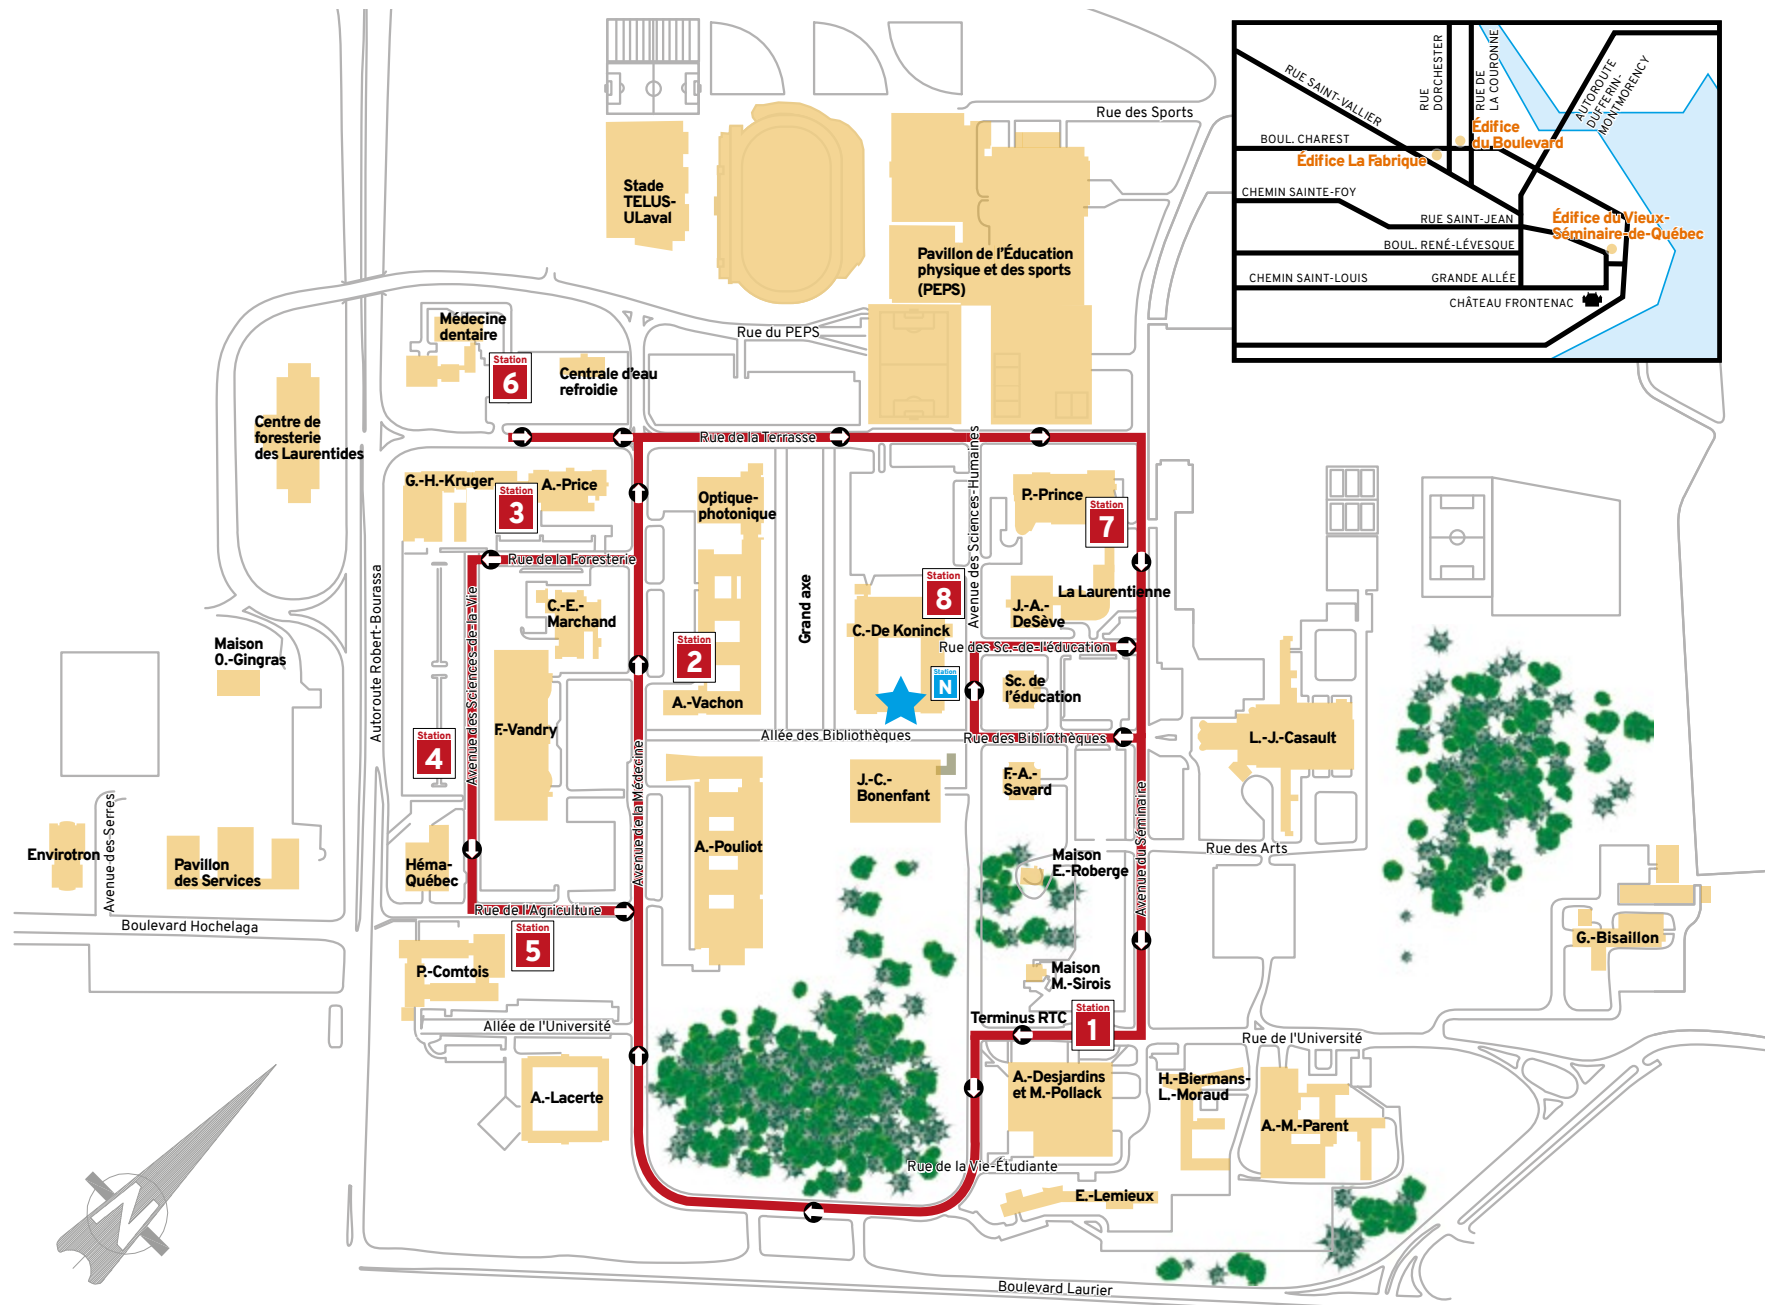 Rue des Sports
Stade
TELUS-
ULaval
Pavillon de l'Éducation
physique et des sports
(PEPS)
RUE SAINT-VALLIER
RUE
DORCHESTER
RUE DE
LA COURONNE
AUTOROUTE
DUFFERIN-
MONTMORENCY
BOUL. CHAREST
Édifice
du Boulevard
Édifice La Fabrique
CHEMIN SAINTE-FOY
RUE SAINT-JEAN
Édifice du Vieux-
Séminaire-de-Québec
BOUL. RENÉ-LÉVESQUE
CHEMIN SAINT-LOUIS
GRANDE ALLÉE
CHÂTEAU FRONTENAC
Médecine
dentaire
Rue du PEPS
Station
6
Centrale d'eau
refroidie
Centre de
foresterie
des Laurentides
Rue de la Terrasse
Avenue des Sciences-Humaines
G.-H.-Kruger
A.-Price
Station
3
Optique-
photonique
P.-Prince
Station
7
Rue de la Foresterie
Autoroute Robert-Bourassa
Avenue des Sciences-de-la-Vie
C.-E.-
Marchand
Grand axe
Station
8
J.-A.-
DeSève
La Laurentienne
C.-De Koninck
Rue des Sc.-de-l'éducation
Maison
O.-Gingras
Station
2
Station
N
Sc. de
l'éducation
A.-Vachon
F.-Vandry
Station
4
Allée des Bibliothèques
Rue des Bibliothèques
L.-J.-Casault
Avenue de la Médecine
J.-C.-
Bonenfant
F.-A.-
Savard
Avenue du Séminaire
Avenue des Serres
Envirotron
Pavillon
des Services
Héma-
Québec
A.-Pouliot
Maison
E.-Roberge
Rue des Arts
Rue de l'Agriculture
Boulevard Hochelaga
Station
5
G.-Bisaillon
P.-Comtois
Maison
M.-Sirois
Allée de l'Université
Terminus RTC
Station
1
Rue de l'Université
A.-Lacerte
A.-Desjardins
et M.-Pollack
H.-Biermans-
L.-Moraud
A.-M.-Parent
Rue de la Vie-Étudiante
E.-Lemieux
Boulevard Laurier